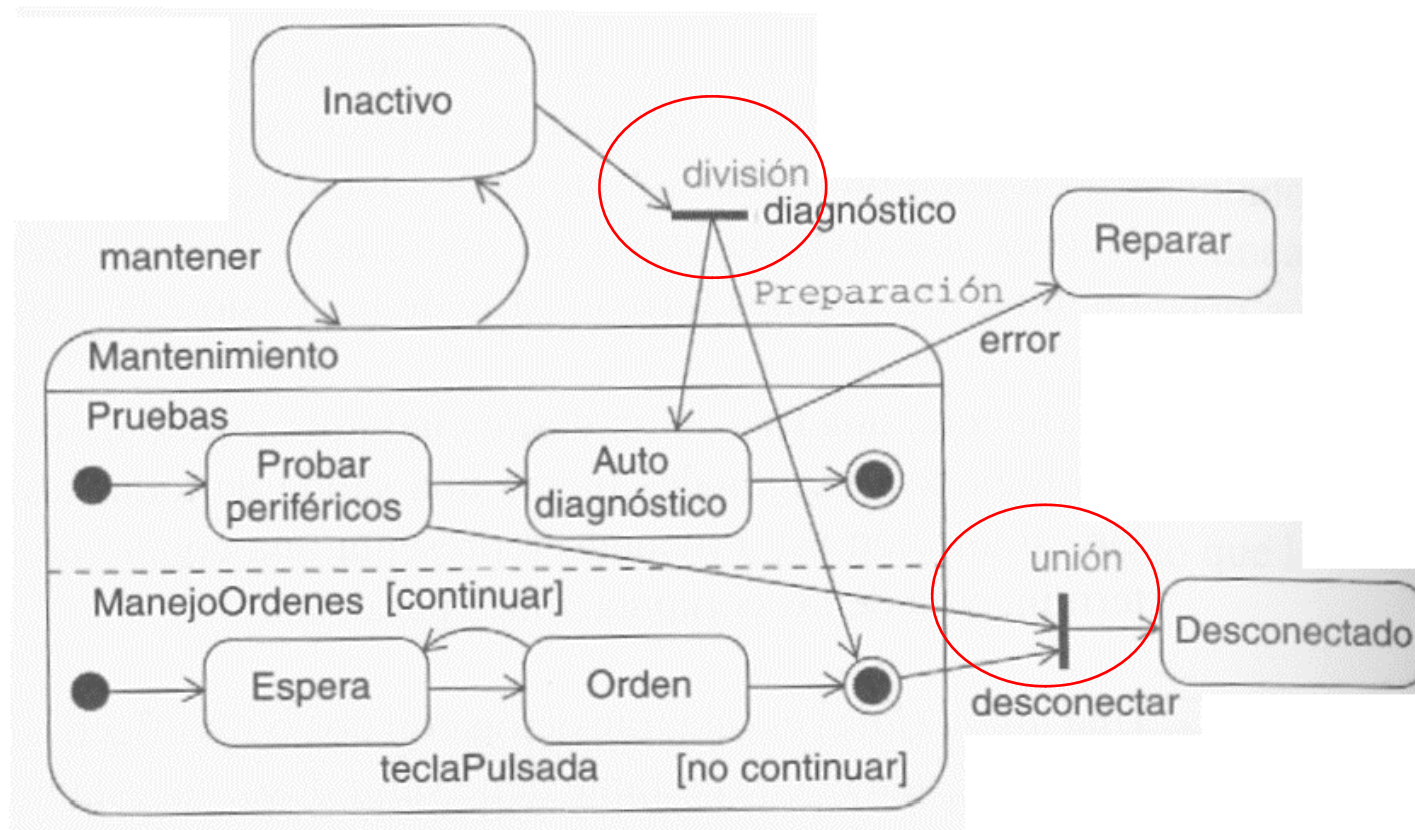 Inactivo
división
diagnóstico
Reparar
mantener
Preparación
error
Mantenimiento
Pruebas
Probar
periféricos
Auto
diagnóstico
unión
ManejoOrdenes [continuar]
Desconectado
Espera
Orden
desconectar
teclaPulsada
[no continuar]